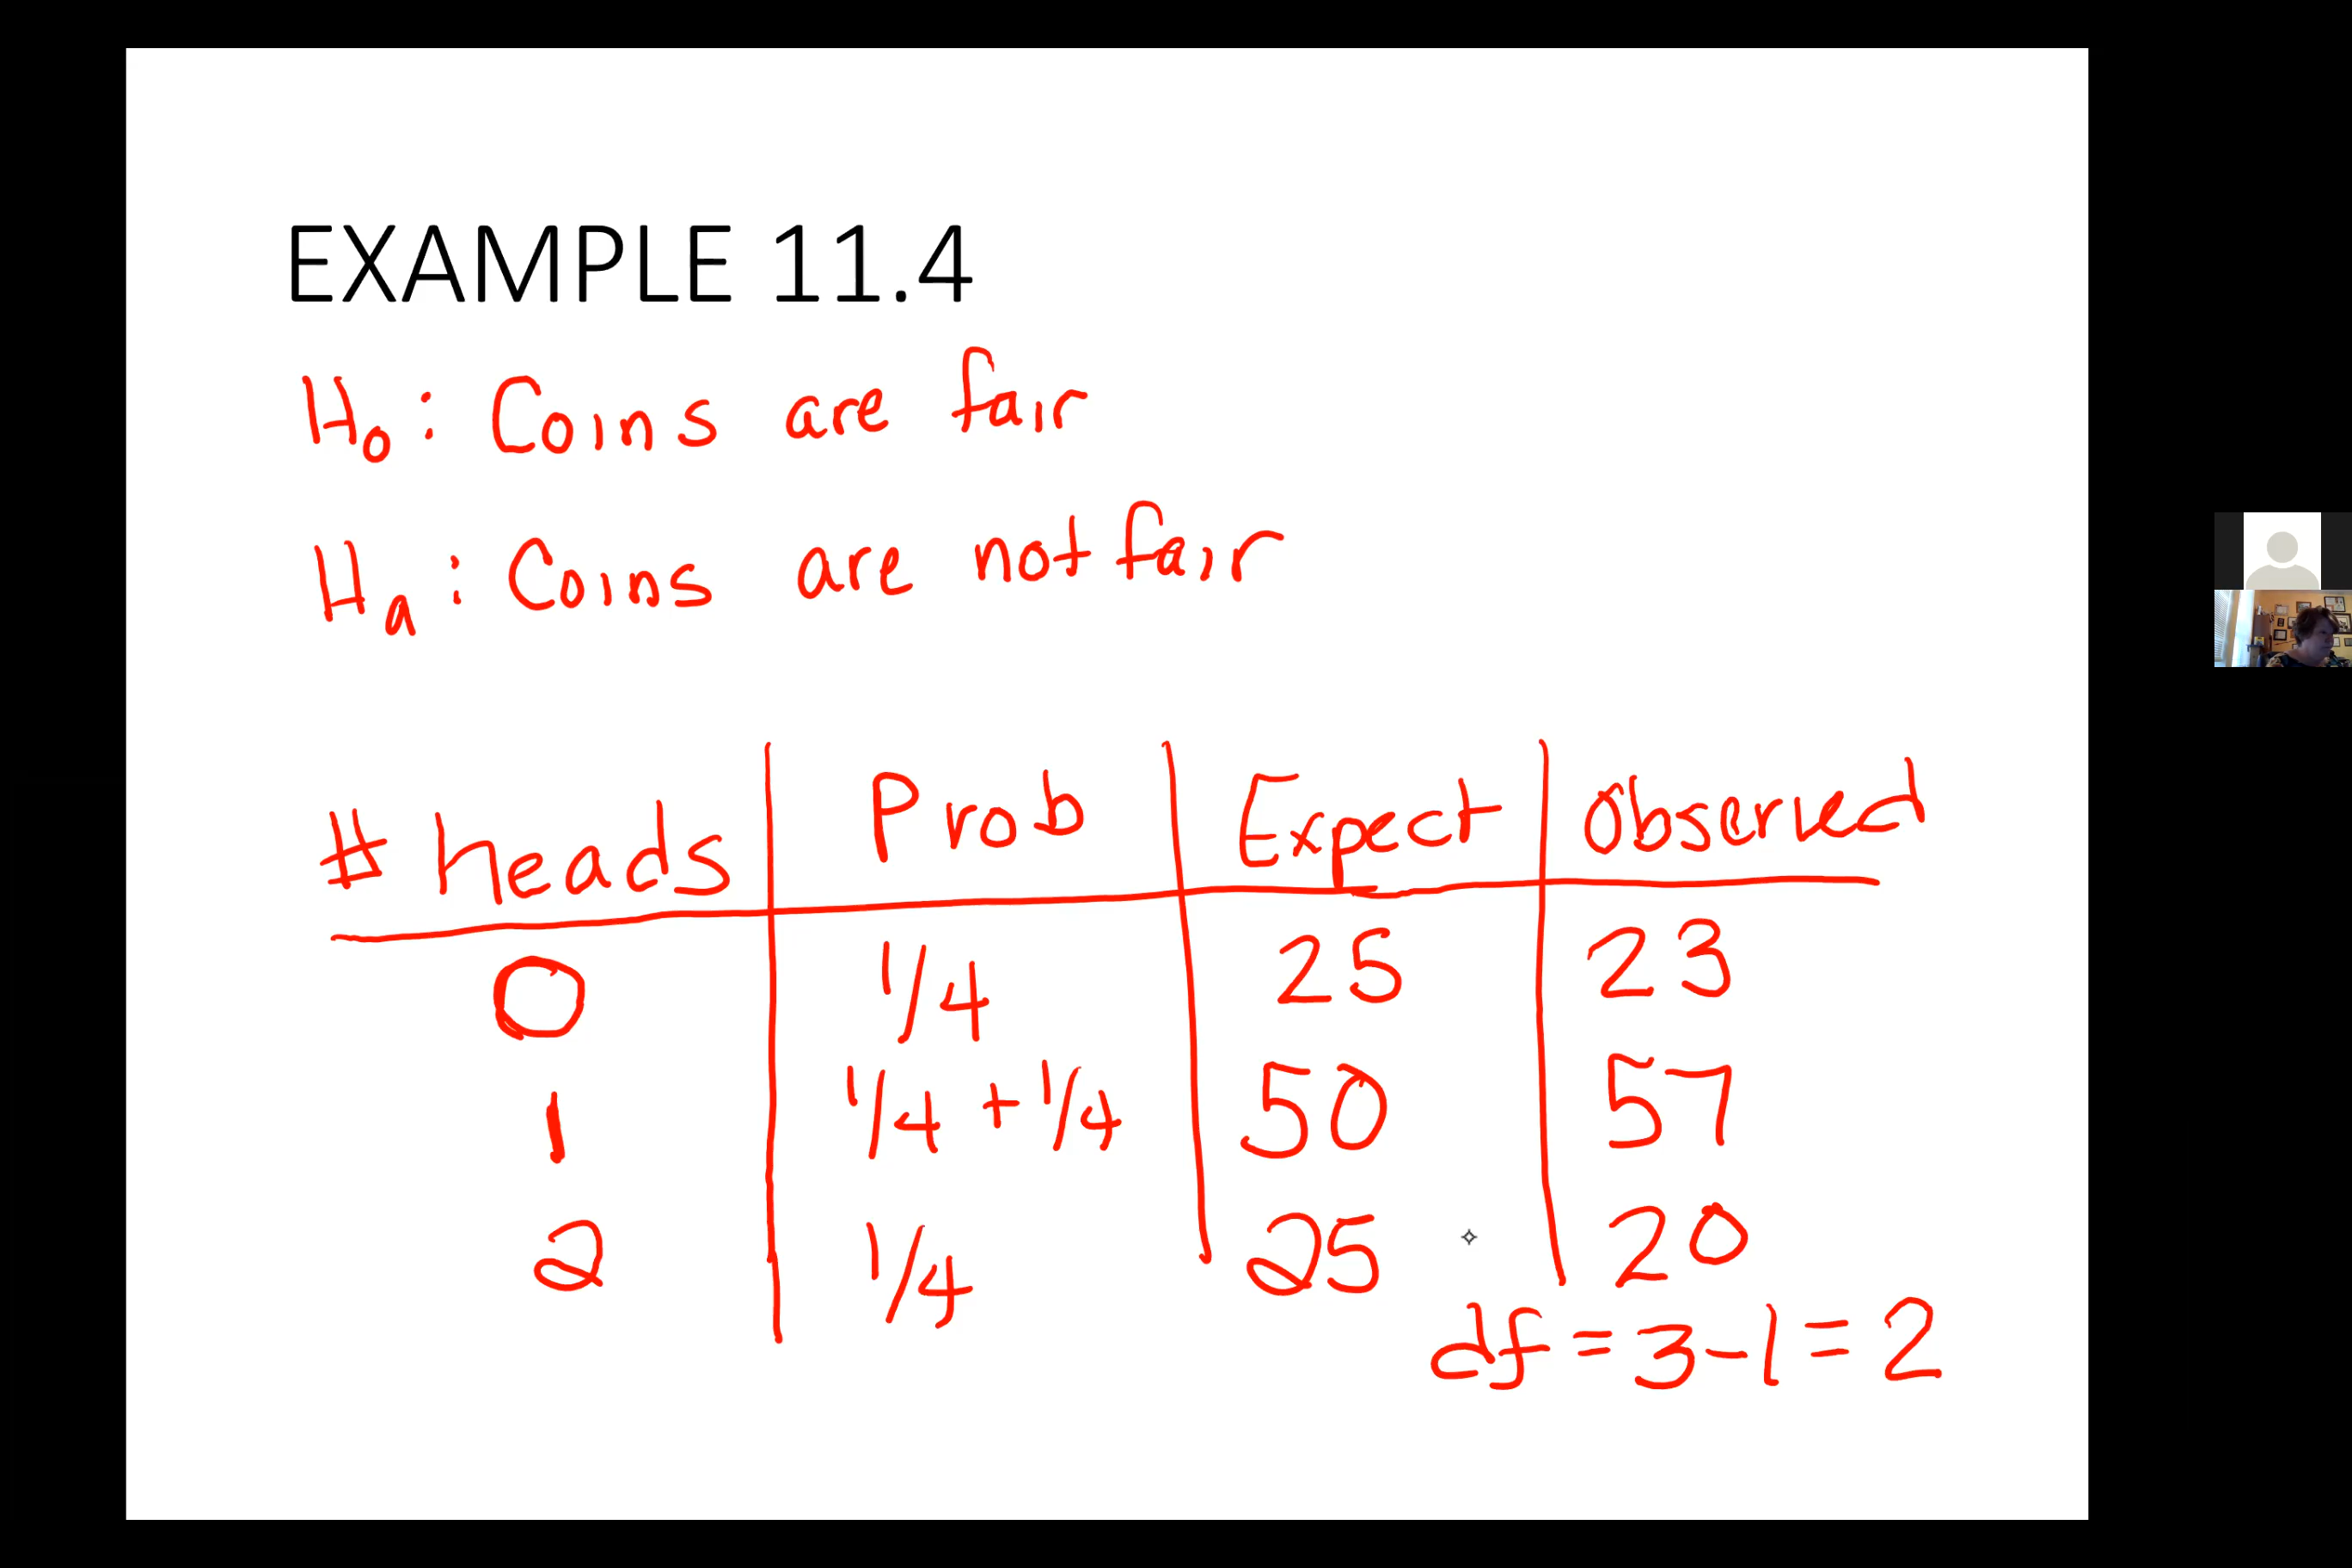 EXAMPLE 11.4
H₀: Coins are fair
Hₐ: Coins are not fair
# heads Prob Expect Observed
0 1/4 25 23
1 1/4 + 1/4 50 57
2 1/4 25 20
df = 3 - 1 = 2